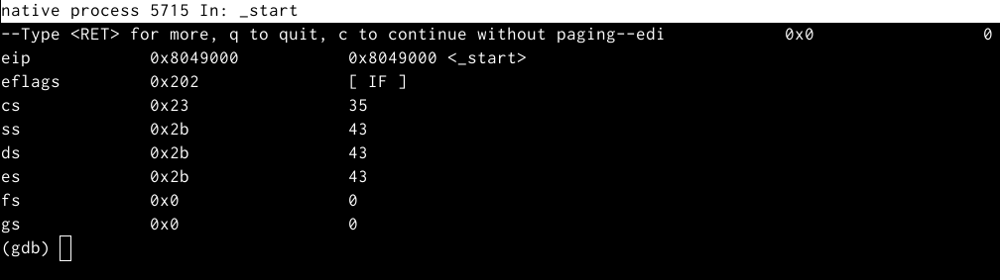 native process 5715 In: _start
--Type <RET> for more, q to quit, c to continue without paging--edi            0x0                 0
eip            0x8049000           0x8049000 <_start>
eflags         0x202               [ IF ]
cs             0x23                35
ss             0x2b                43
ds             0x2b                43
es             0x2b                43
fs             0x0                 0
gs             0x0                 0
(gdb)